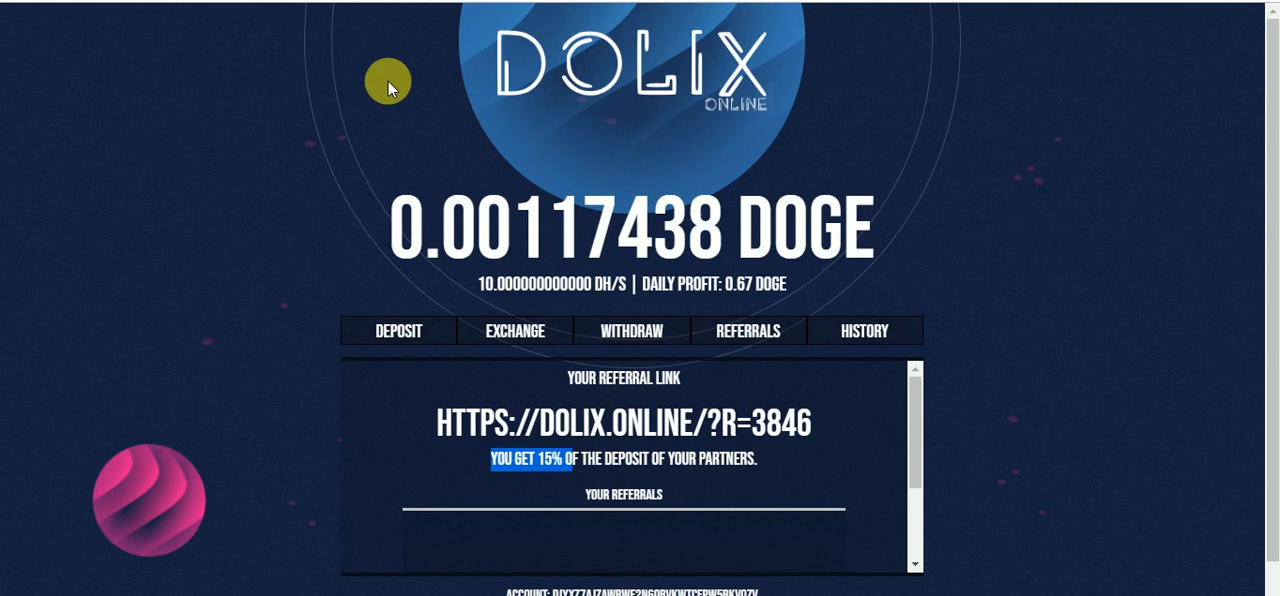 DOLIX
ONLINE
0.00117438 DOGE
10.000000000000 DH/S | DAILY PROFIT: 0.67 DOGE
DEPOSIT EXCHANGE WITHDRAW REFERRALS HISTORY
YOUR REFERRAL LINK
HTTPS://DOLIX.ONLINE/?R=3846
YOU GET 15% OF THE DEPOSIT OF YOUR PARTNERS.
YOUR REFERRALS
ACCOUNT: